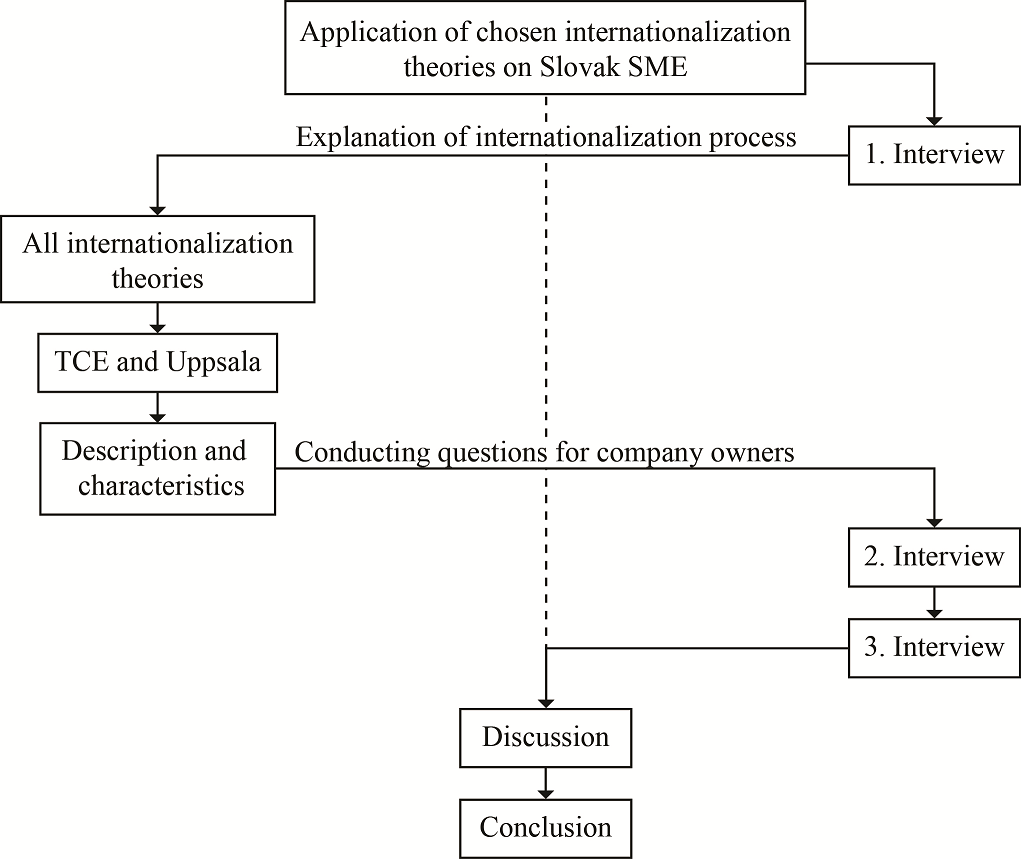 Application of chosen internationalization
theories on Slovak SME
Explanation of internationalization process
1. Interview
All internationalization
theories
TCE and Uppsala
Description and
characteristics
Conducting questions for company owners
2. Interview
3. Interview
Discussion
Conclusion